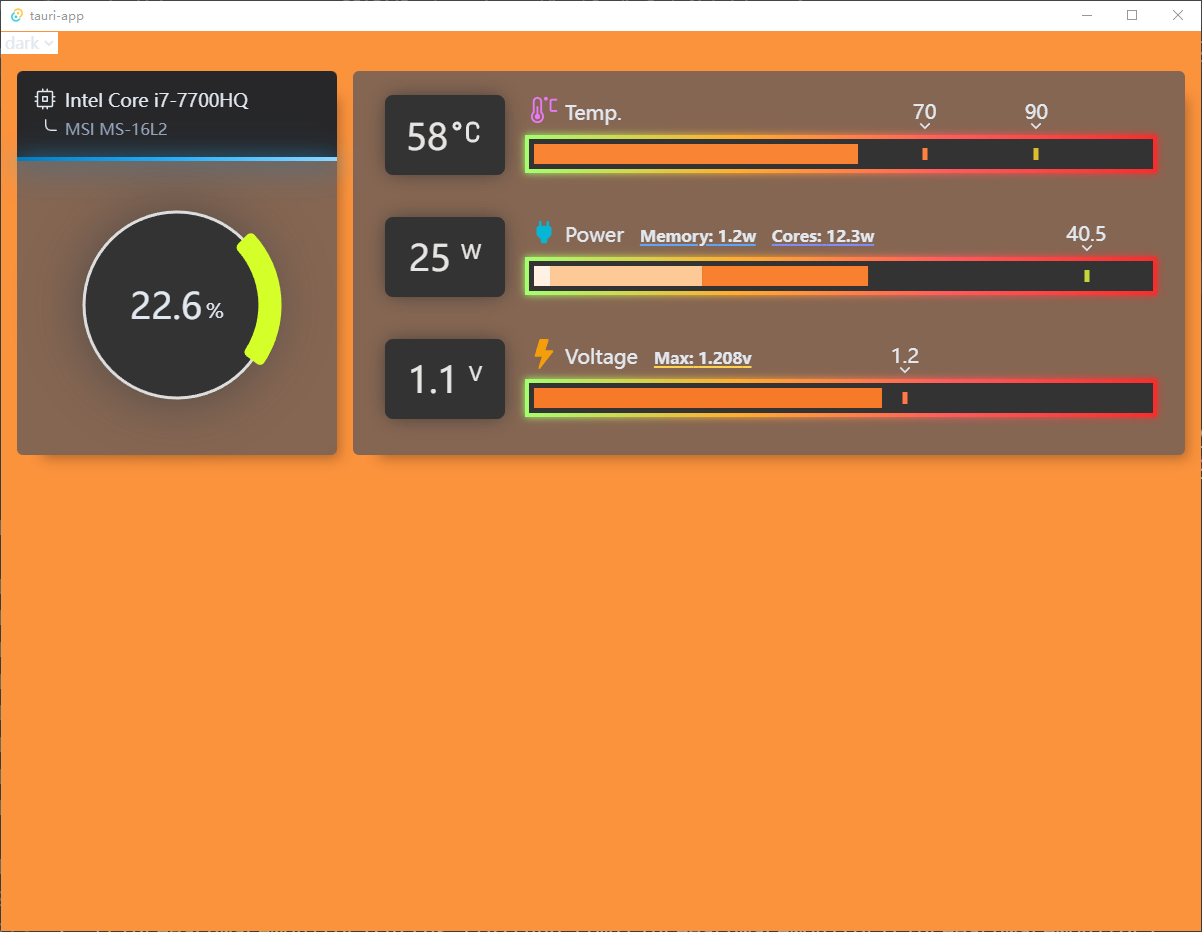 tauri-app
dark
Intel Core i7-7700HQ
MSI MS-16L2
22.6%
58°C
°C Temp. 70 90
25 W
Power Memory: 1.2w Cores: 12.3w 40.5
1.1 V
Voltage Max: 1.208v 1.2